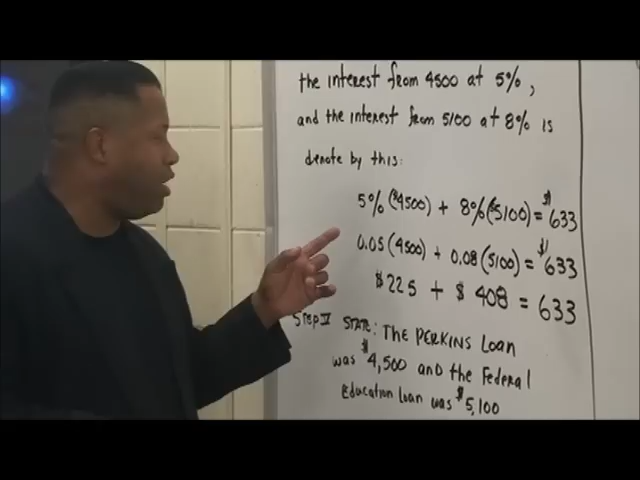 the interest from 4500 at 5%,
and the interest from 5100 at 8% is
denote by this:
5% ($4500) + 8% ($5100) = $633
0.05 (4500) + 0.08 (5100) = $633
$225 + $408 = 633
Step V STATE: The PERKINS Loan
was $4,500 and the Federal
Education Loan was $5,100